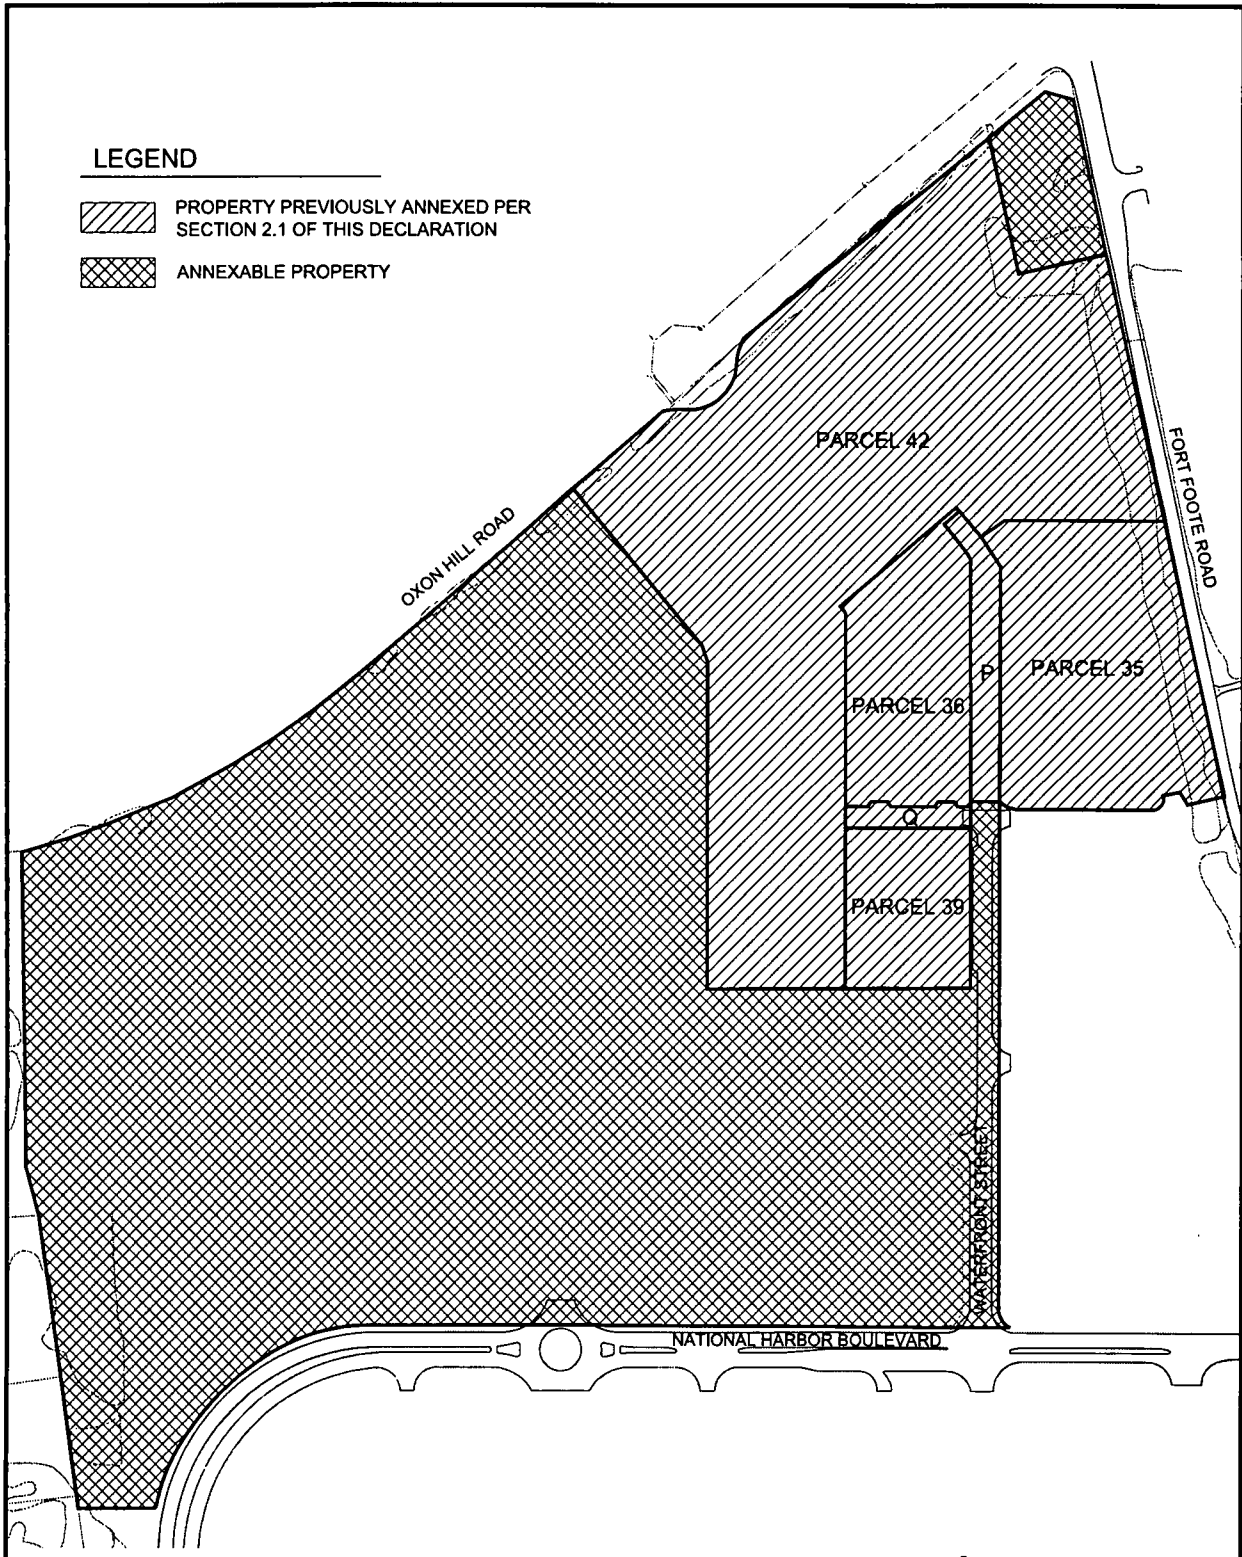 LEGEND
PROPERTY PREVIOUSLY ANNEXED PER
SECTION 2.1 OF THIS DECLARATION
ANNEXABLE PROPERTY
PARCEL 42
FORT FOOTE ROAD
OXON HILL ROAD
P
PARCEL 35
PARCEL 36
Q
PARCEL 39
WATERFRONT STREET
NATIONAL HARBOR BOULEVARD